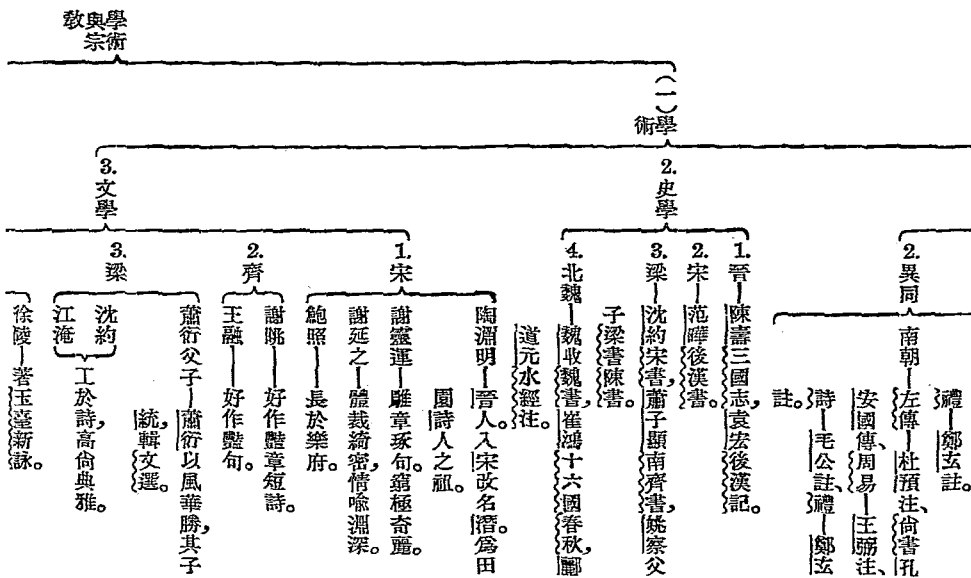 學術
與宗
教
（一）
學術
禮—鄭玄註。
2.異同
南朝
左傳—杜預注、尚書孔
安國傳、周易—王弼注、
詩—毛公註、禮—鄭玄
註。
2.史學
1.晉—陳壽三國志，袁宏後漢記。
2.宋—范曄後漢書。
3.梁—沈約宋書，蕭子顯南齊書，姚察父
子梁書陳書。
4.北魏—魏收魏書，崔鴻十六國春秋，酈
道元水經注。
3.文學
1.宋
陶淵明—晉人入宋改名潛。爲田
園詩人之祖。
謝靈運—雕章琢句。窮極奇麗。
謝延之—體裁綺密，情喻淵深。
鮑照—長於樂府。
2.齊
謝眺—好作豔章短詩。
王融—好作豔句。
3.梁
蕭衍父子—蕭衍以風華勝，其子
統，輯文選。
沈約
江淹
工於詩，高尙典雅。
徐陵—著玉臺新詠。